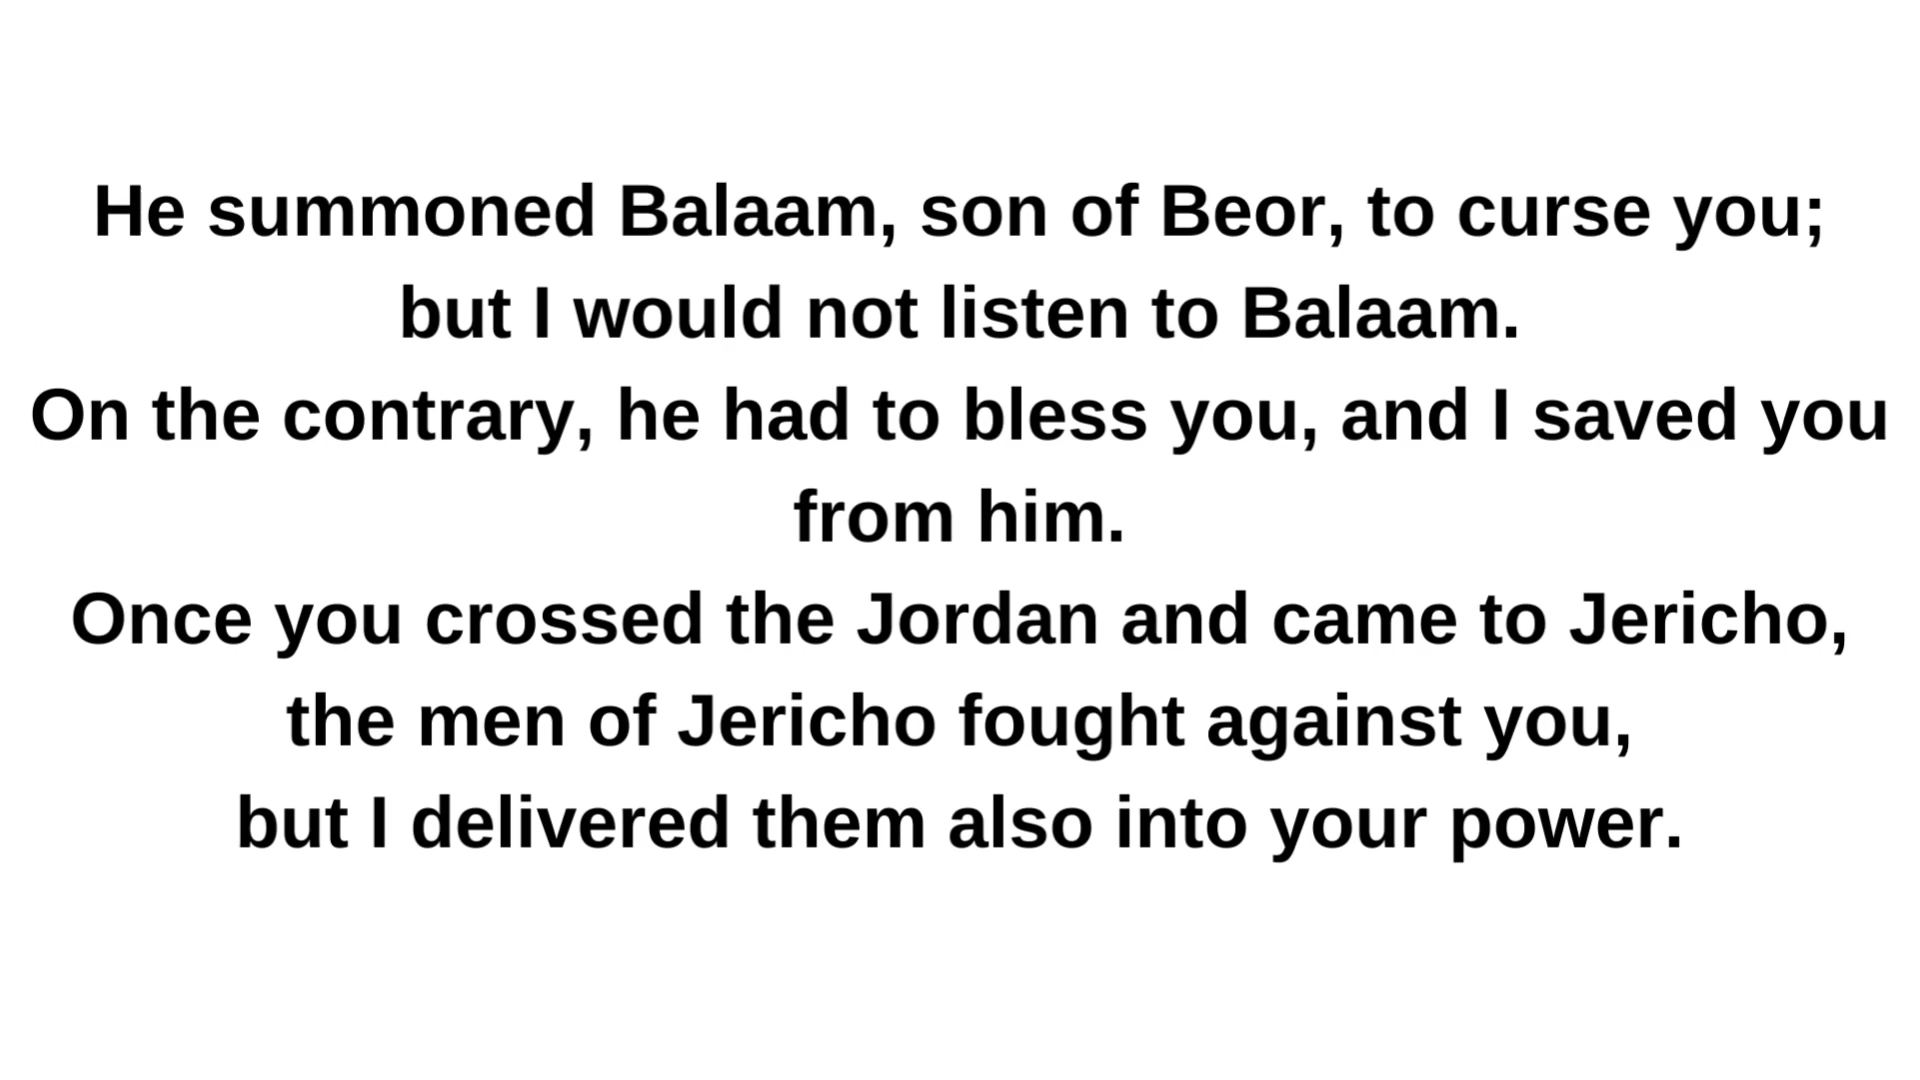 He summoned Balaam, son of Beor, to curse you;
but I would not listen to Balaam.
On the contrary, he had to bless you, and I saved you
from him.
Once you crossed the Jordan and came to Jericho,
the men of Jericho fought against you,
but I delivered them also into your power.